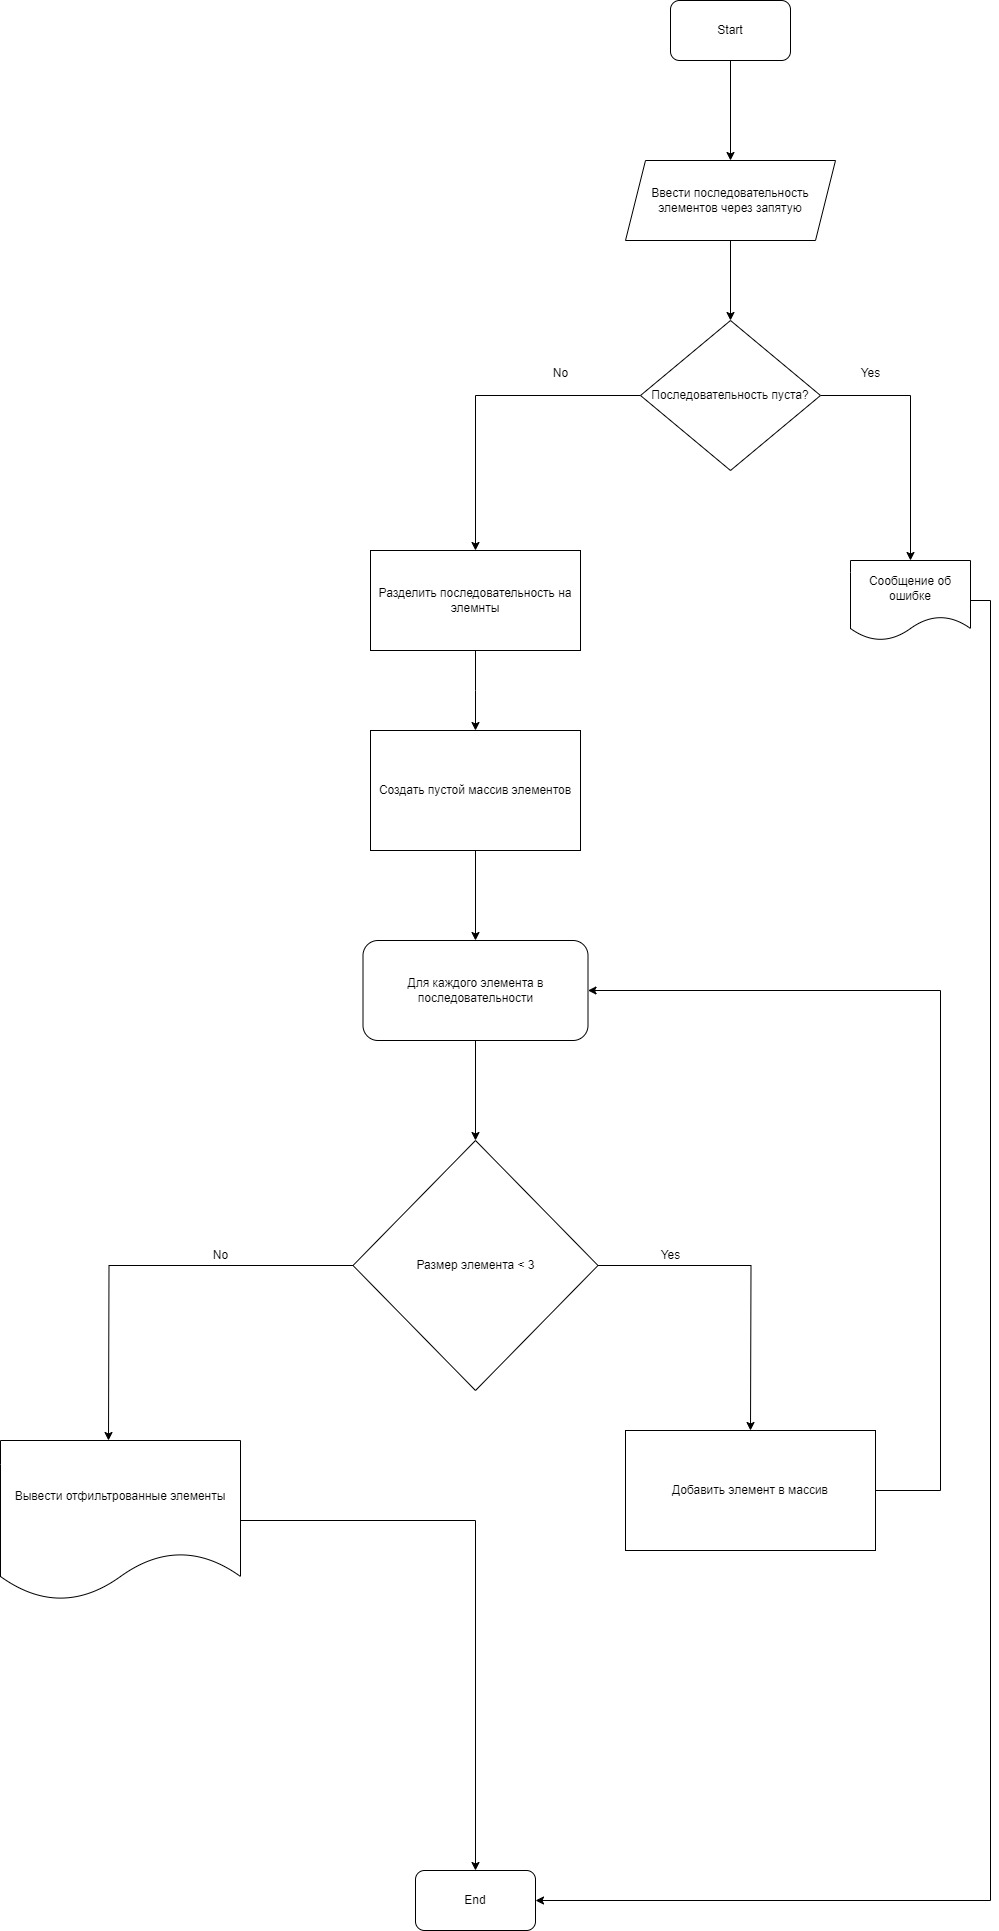 Start
Ввести последовательность
элементов через запятую
No
Yes
Последовательность пуста?
Разделить последовательность на
элемнты
Сообщение об
ошибке
Создать пустой массив элементов
Для каждого элемента в
последовательности
No
Размер элемента < 3
Yes
Вывести отфильтрованные элементы
Добавить элемент в массив
End